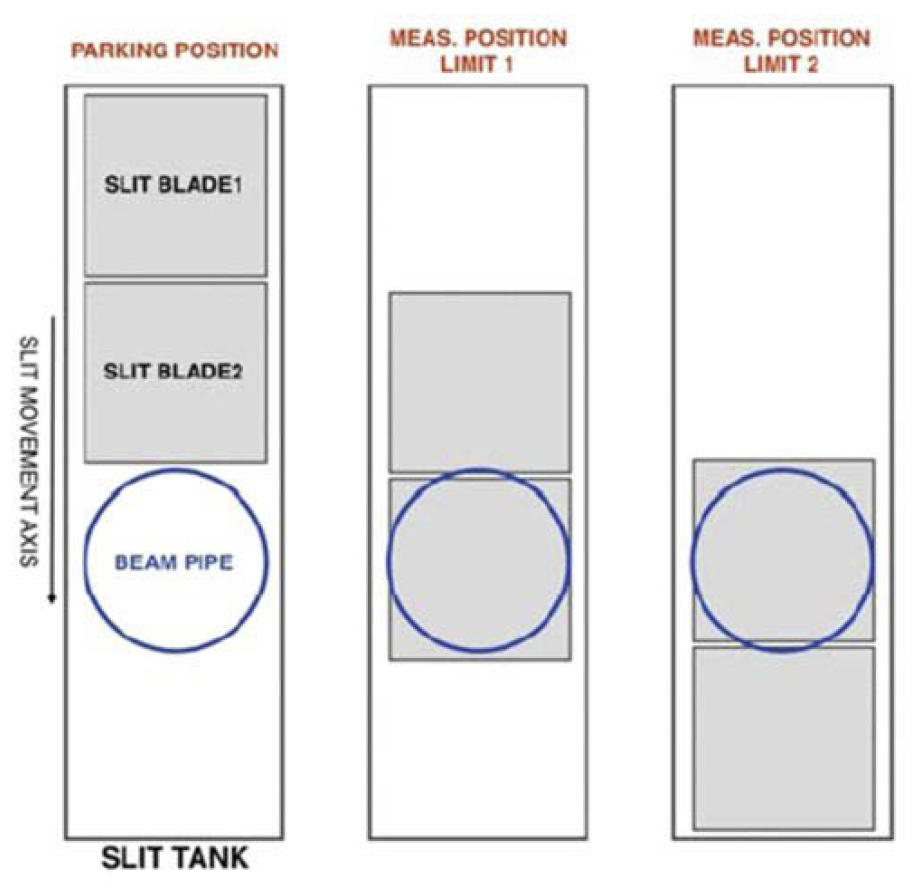 PARKING POSITION
MEAS. POSITION
LIMIT 1
MEAS. POSITION
LIMIT 2
SLIT BLADE1
SLIT BLADE2
SLIT MOVEMENT AXIS
BEAM PIPE
SLIT TANK